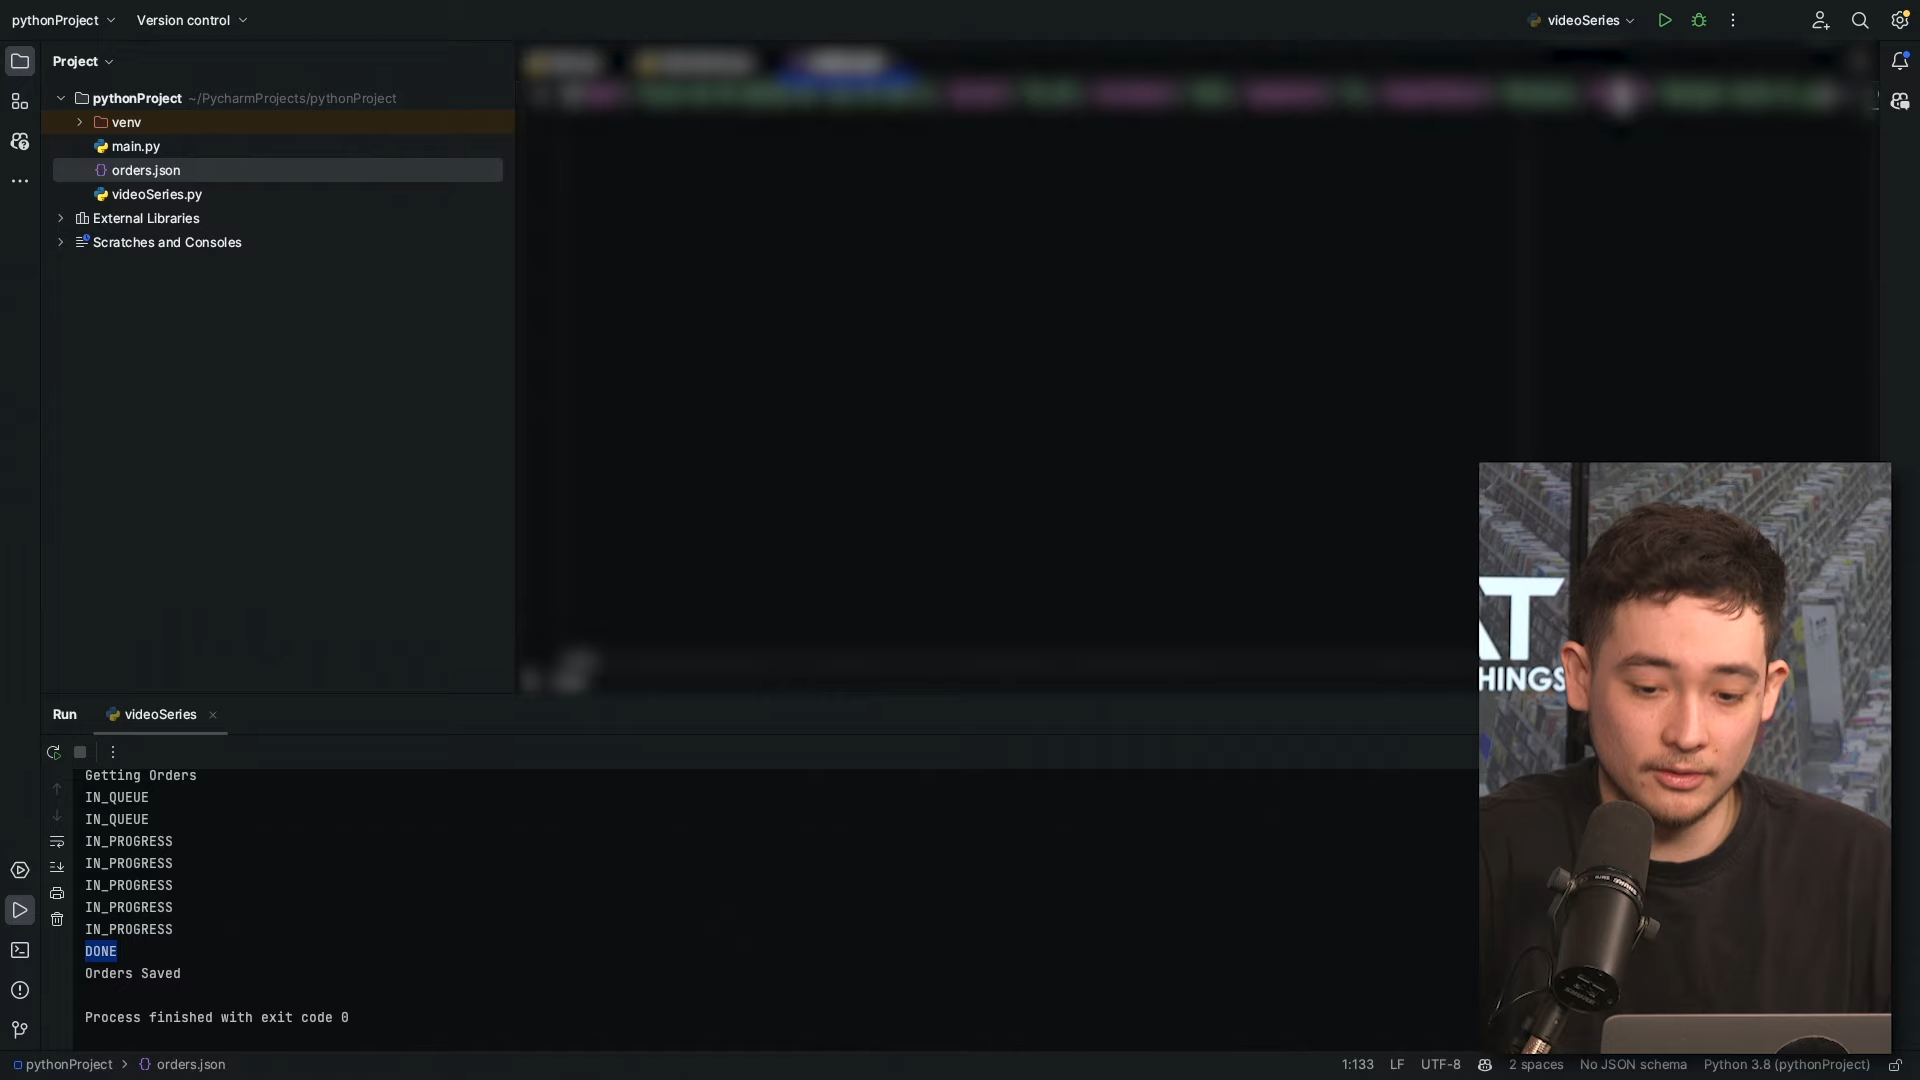 pythonProject Version control videoSeries
Project
pythonProject ~/PycharmProjects/pythonProject
venv
main.py
orders.json
videoSeries.py
External Libraries
Scratches and Consoles
AT
HINGS
Run videoSeries
Getting Orders
IN_QUEUE
IN_QUEUE
IN_PROGRESS
IN_PROGRESS
IN_PROGRESS
IN_PROGRESS
IN_PROGRESS
DONE
Orders Saved
Process finished with exit code 0
pythonProject orders.json 1:133 LF UTF-8 2 spaces No JSON schema Python 3.8 (pythonProject)